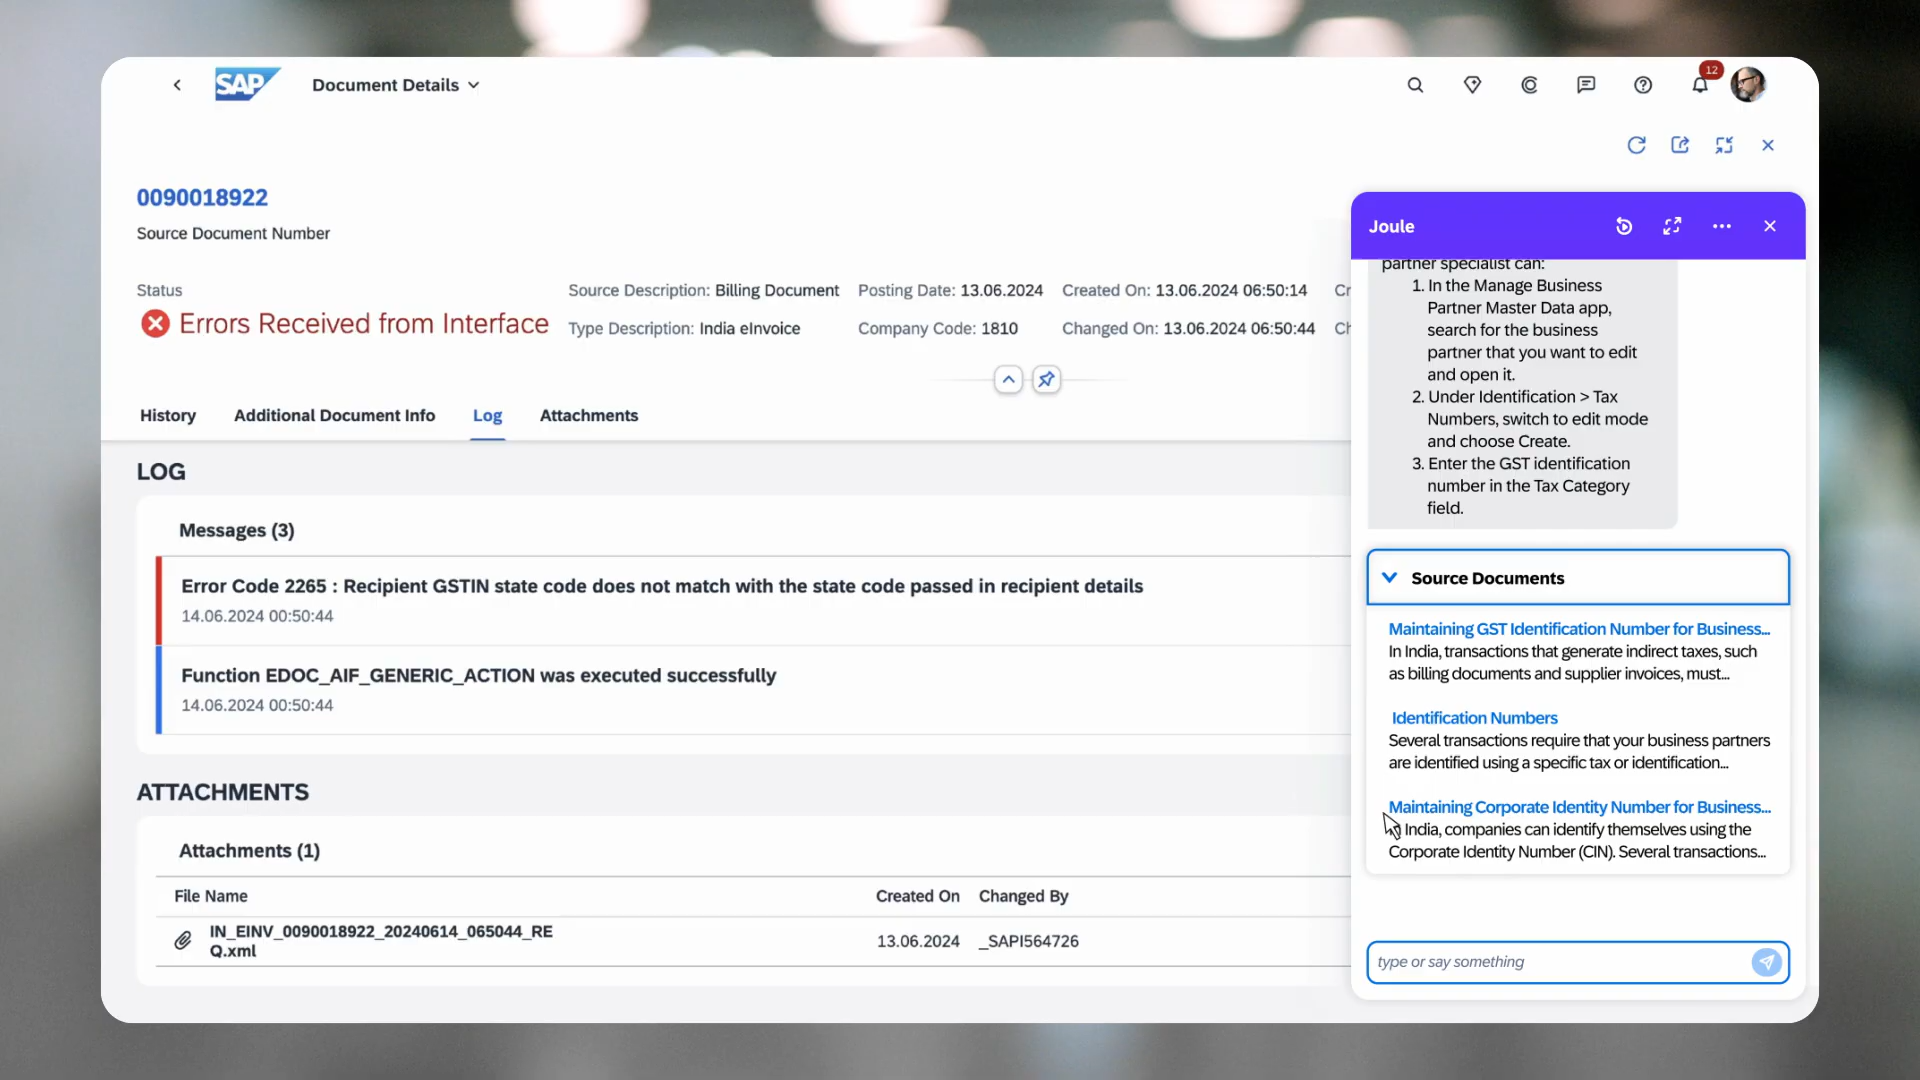 SAP
Document Details
12
0090018922
Source Document Number
Status
Errors Received from Interface
Source Description: Billing Document
Type Description: India eInvoice
Posting Date: 13.06.2024
Company Code: 1810
Created On: 13.06.2024 06:50:14
Changed On: 13.06.2024 06:50:44
Cr
Ch
History
Additional Document Info
Log
Attachments
LOG
Messages (3)
Error Code 2265 : Recipient GSTIN state code does not match with the state code passed in recipient details
14.06.2024 00:50:44
Function EDOC_AIF_GENERIC_ACTION was executed successfully
14.06.2024 00:50:44
ATTACHMENTS
Attachments (1)
File Name
Created On
Changed By
IN_EINV_0090018922_20240614_065044_RE
Q.xml
13.06.2024
_SAPI564726
Joule
partner specialist can:
1. In the Manage Business
Partner Master Data app,
search for the business
partner that you want to edit
and open it.
2. Under Identification > Tax
Numbers, switch to edit mode
and choose Create.
3. Enter the GST identification
number in the Tax Category
field.
Source Documents
Maintaining GST Identification Number for Business...
In India, transactions that generate indirect taxes, such
as billing documents and supplier invoices, must...
Identification Numbers
Several transactions require that your business partners
are identified using a specific tax or identification...
Maintaining Corporate Identity Number for Business...
India, companies can identify themselves using the
Corporate Identity Number (CIN). Several transactions...
type or say something